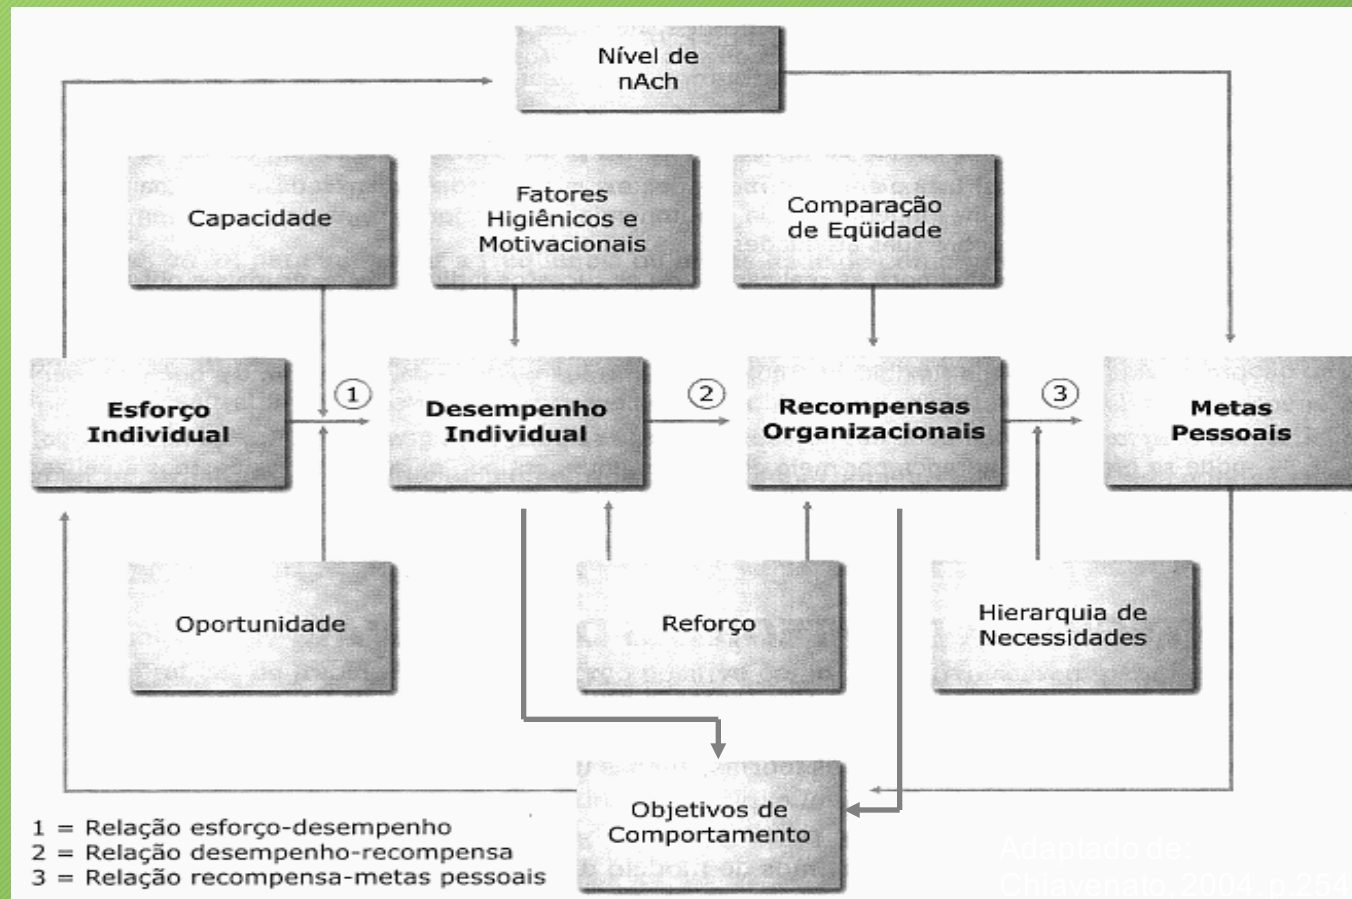 Nível de
nAch
Capacidade
Fatores
Higiênicos e
Motivacionais
Comparação
de Eqüidade
Esforço
Individual
1
Desempenho
Individual
2
Recompensas
Organizacionais
3
Metas
Pessoais
Oportunidade
Reforço
Hierarquia de
Necessidades
Objetivos de
Comportamento
1 = Relação esforço-desempenho
2 = Relação desempenho-recompensa
3 = Relação recompensa-metas pessoais
Adaptado de:
Chiavenato, 2004, p.254